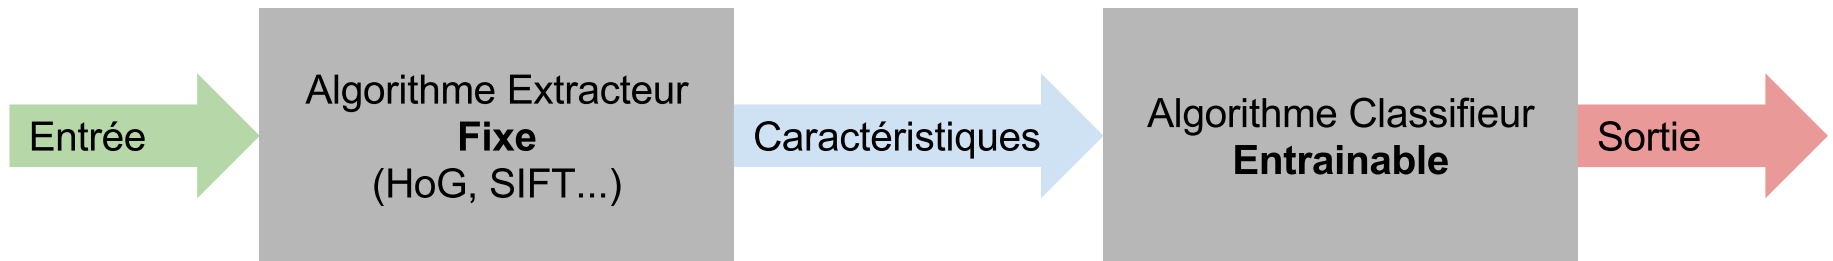 Entrée
Algorithme Extracteur
Fixe
(HoG, SIFT...)
Caractéristiques
Algorithme Classifieur
Entrainable
Sortie